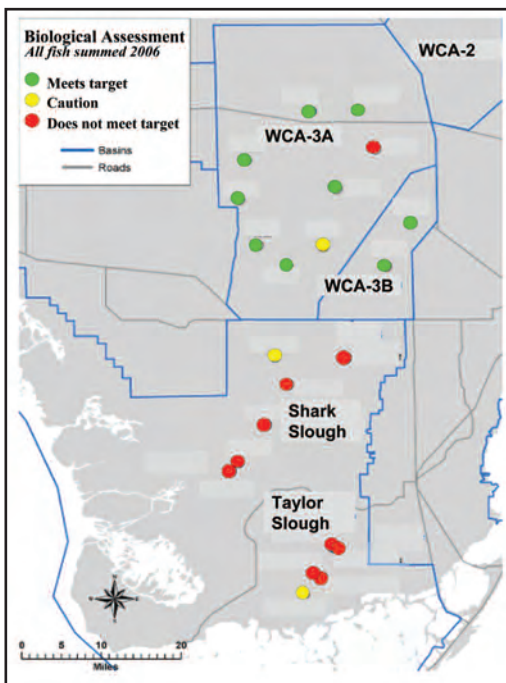 Biological Assessment
All fish summed 2006
Meets target
Caution
Does not meet target
Basins
Roads
WCA-2
WCA-3A
WCA-3B
Shark
Slough
Taylor
Slough
0 5 10 20
Miles